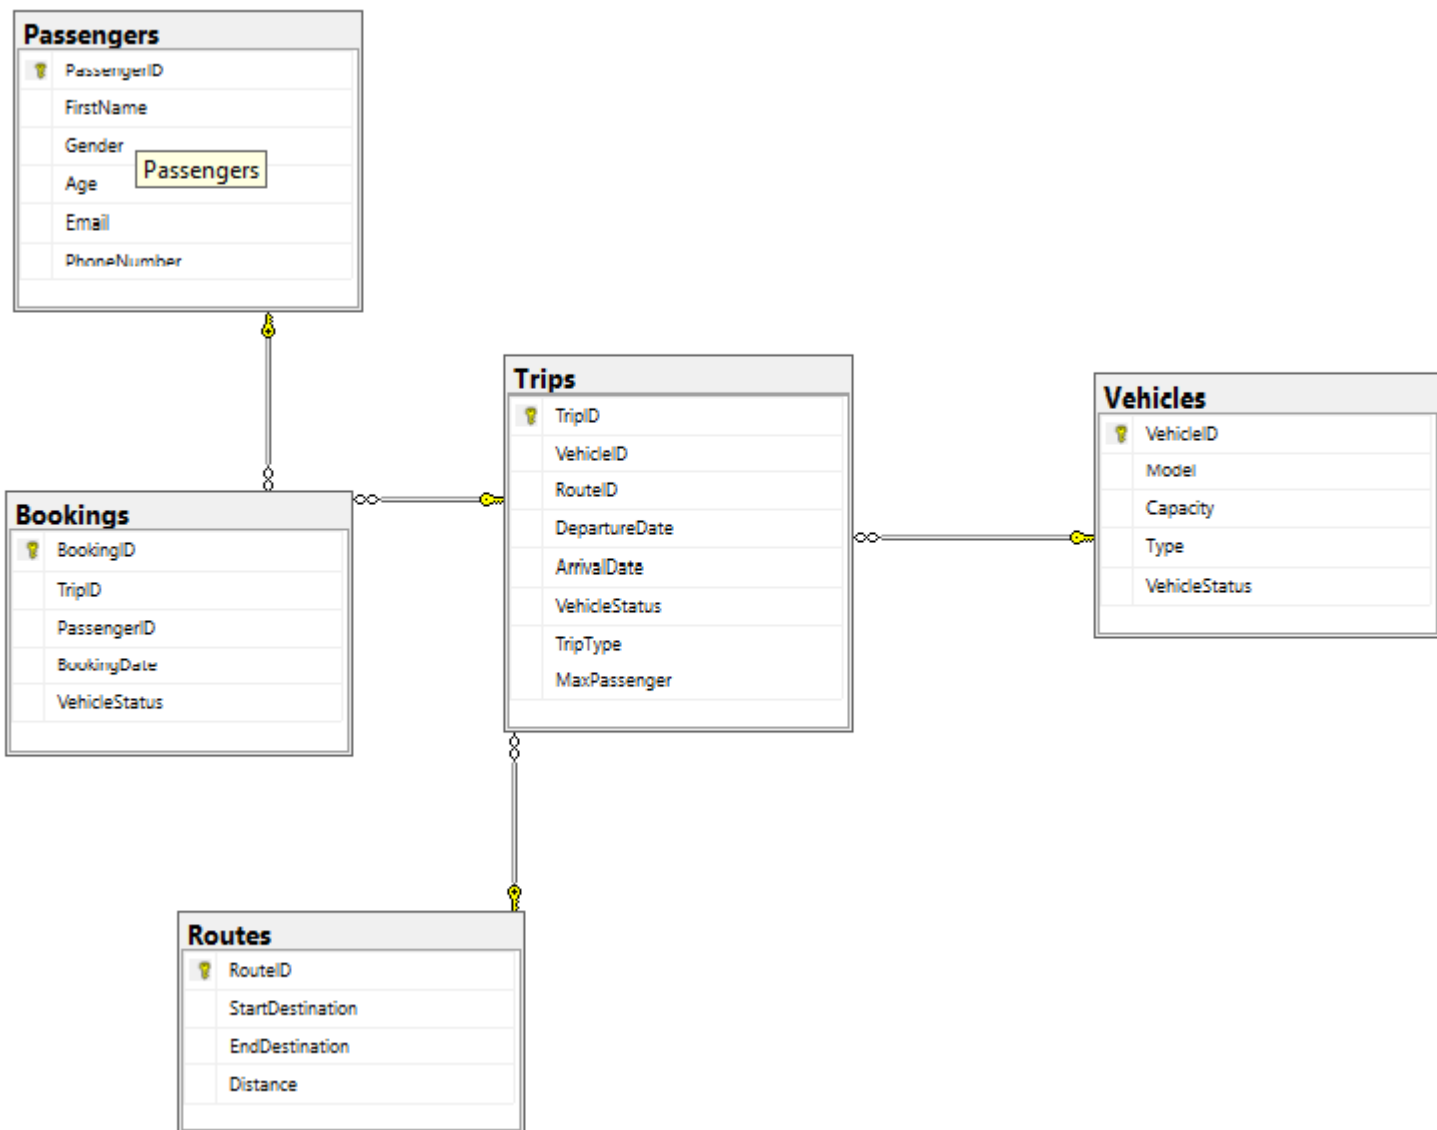 Passengers
PassengerID
FirstName
Gender
Passengers
Age
Email
PhoneNumber
Trips
TripID
VehicleID
RouteID
DepartureDate
ArrivalDate
VehicleStatus
TripType
MaxPassenger
Vehicles
VehicleID
Model
Capacity
Type
VehicleStatus
Bookings
BookingID
TripID
PassengerID
BookingDate
VehicleStatus
Routes
RouteID
StartDestination
EndDestination
Distance